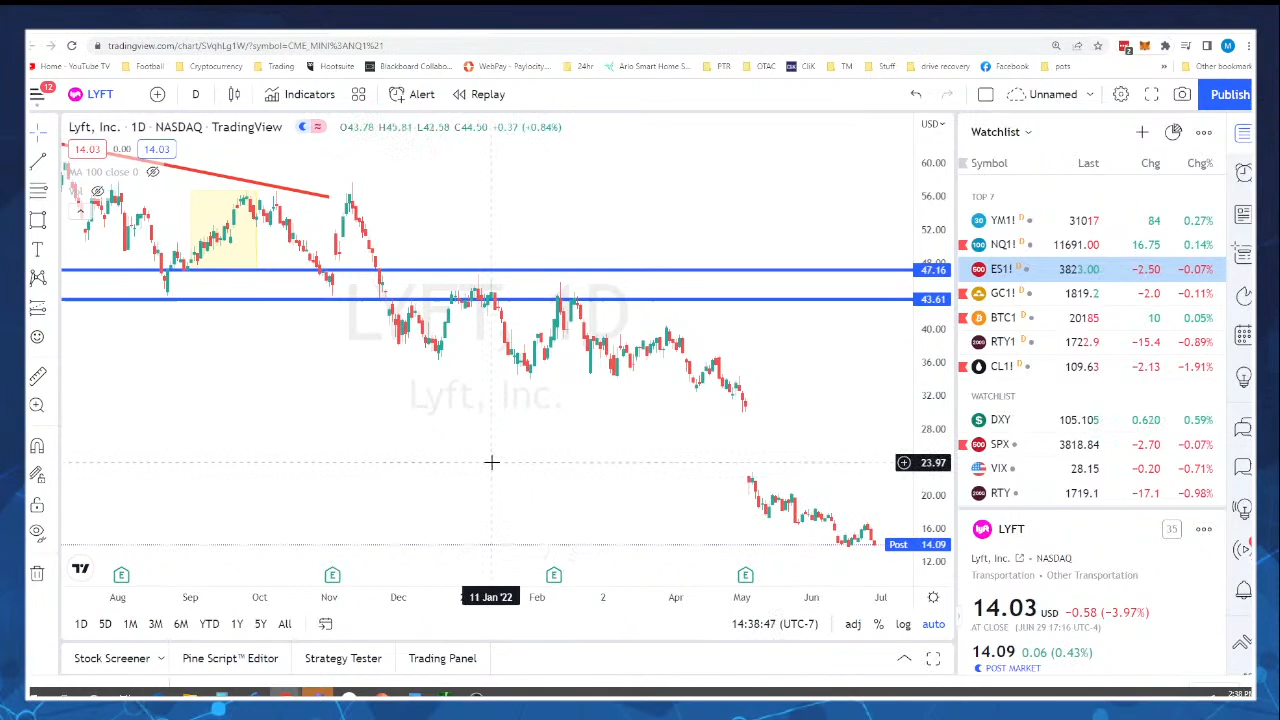 tradingview.com/chart/SVqhLg1W/?symbol=CME_MINI%3ANQ1%21
Home - YouTube TV Football Cryptocurrency Trading Hootsuite Blackboard Collabo... WebPay - Paylocity... 24hr Ario Smart Home S... PTR OTAC CliK TM Stuff drive recovery Facebook pots » Other bookmar
12 LYFT D Indicators Alert Replay Unnamed Publish
Lyft, Inc. · 1D · NASDAQ · TradingView O43.78 H45.81 L42.58 C44.50 +0.37 (+0.84%) USD
14.03 0.00 14.03
MA 100 close 0
60.00
56.00
52.00
48.00
47.16
43.61
40.00
36.00
32.00
28.00
23.97
20.00
16.00
Post 14.09
12.00
LYFT, 1D
Lyft, Inc.
E E E E
Aug Sep Oct Nov Dec 11 Jan '22 Feb 2 Apr May Jun Jul
1D 5D 1M 3M 6M YTD 1Y 5Y All 14:38:47 (UTC-7) adj % log auto
Stock Screener Pine Script™ Editor Strategy Tester Trading Panel
Watchlist
Symbol Last Chg Chg%
TOP 7
YM1! D 31017 84 0.27%
NQ1! D 11691.00 16.75 0.14%
ES1! D 3823.00 −2.50 −0.07%
GC1! D 1819.2 −2.0 −0.11%
BTC1 D 20185 10 0.05%
RTY1 D 1722.9 −15.4 −0.89%
CL1! D 109.63 −2.13 −1.91%
WATCHLIST
DXY 105.105 0.620 0.59%
SPX 3818.84 −2.70 −0.07%
VIX 28.15 −0.20 −0.71%
RTY 1719.1 −17.1 −0.98%
LYFT 35
Lyft, Inc. • NASDAQ
Transportation • Other Transportation
14.03 USD −0.58 (−3.97%)
AT CLOSE (JUN 29 17:16 UTC-4)
14.09 0.06 (0.43%)
POST MARKET